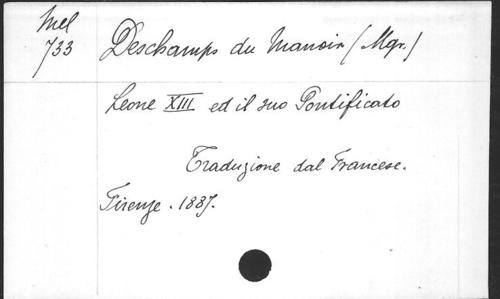 Mel
733
Deschamps du Manoir (Mgr.)
Leone XIII ed il suo Pontificato
Traduzione dal Francese.
Firenze. 1887.